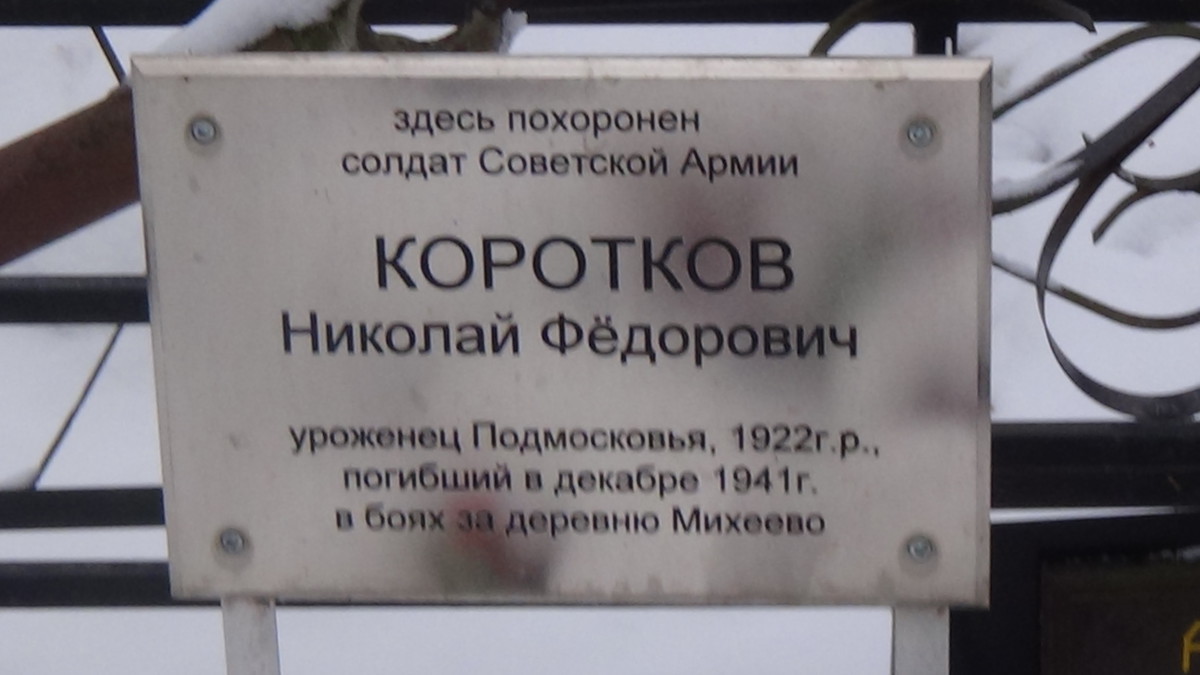 здесь похоронен
солдат Советской Армии
КОРОТКОВ
Николай Фёдорович
уроженец Подмосковья, 1922г.р.,
погибший в декабре 1941г.
в боях за деревню Михеево